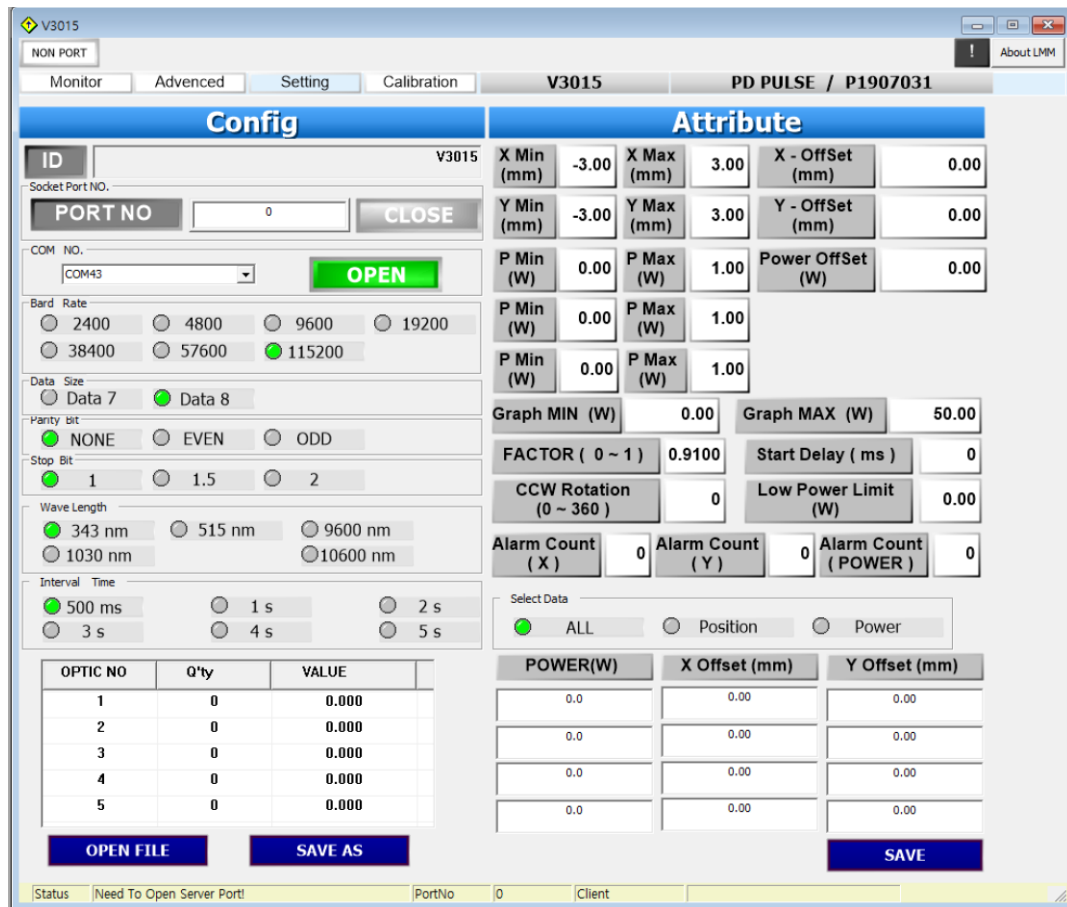 V3015
NON PORT
! About LMM
Monitor Advanced Setting Calibration V3015 PD PULSE / P1907031
Config
ID V3015
Socket Port NO.
PORT NO 0 CLOSE
COM NO.
COM43 OPEN
Bard Rate
2400 4800 9600 19200
38400 57600 115200
Data Size
Data 7 Data 8
Parity Bit
NONE EVEN ODD
Stop Bit
1 1.5 2
Wave Length
343 nm 515 nm 9600 nm
1030 nm 10600 nm
Interval Time
500 ms 1 s 2 s
3 s 4 s 5 s
OPTIC NO Q'ty VALUE
1 0 0.000
2 0 0.000
3 0 0.000
4 0 0.000
5 0 0.000
OPEN FILE SAVE AS
Attribute
X Min (mm) -3.00 X Max (mm) 3.00 X - OffSet (mm) 0.00
Y Min (mm) -3.00 Y Max (mm) 3.00 Y - OffSet (mm) 0.00
P Min (W) 0.00 P Max (W) 1.00 Power OffSet (W) 0.00
P Min (W) 0.00 P Max (W) 1.00
P Min (W) 0.00 P Max (W) 1.00
Graph MIN (W) 0.00 Graph MAX (W) 50.00
FACTOR ( 0 ~ 1 ) 0.9100 Start Delay ( ms ) 0
CCW Rotation (0 ~ 360 ) 0 Low Power Limit (W) 0.00
Alarm Count ( X ) 0 Alarm Count ( Y ) 0 Alarm Count ( POWER ) 0
Select Data
ALL Position Power
POWER(W) X Offset (mm) Y Offset (mm)
0.0 0.00 0.00
0.0 0.00 0.00
0.0 0.00 0.00
0.0 0.00 0.00
SAVE
Status Need To Open Server Port! PortNo 0 Client